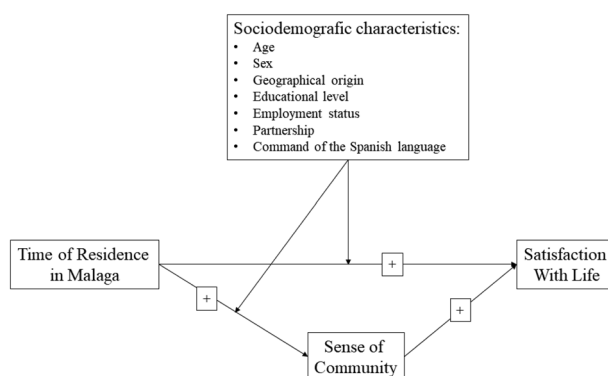 Sociodemografic characteristics:
• Age
• Sex
• Geographical origin
• Educational level
• Employment status
• Partnership
• Command of the Spanish language
Time of Residence
in Malaga
+
Satisfaction
With Life
+
+
Sense of
Community